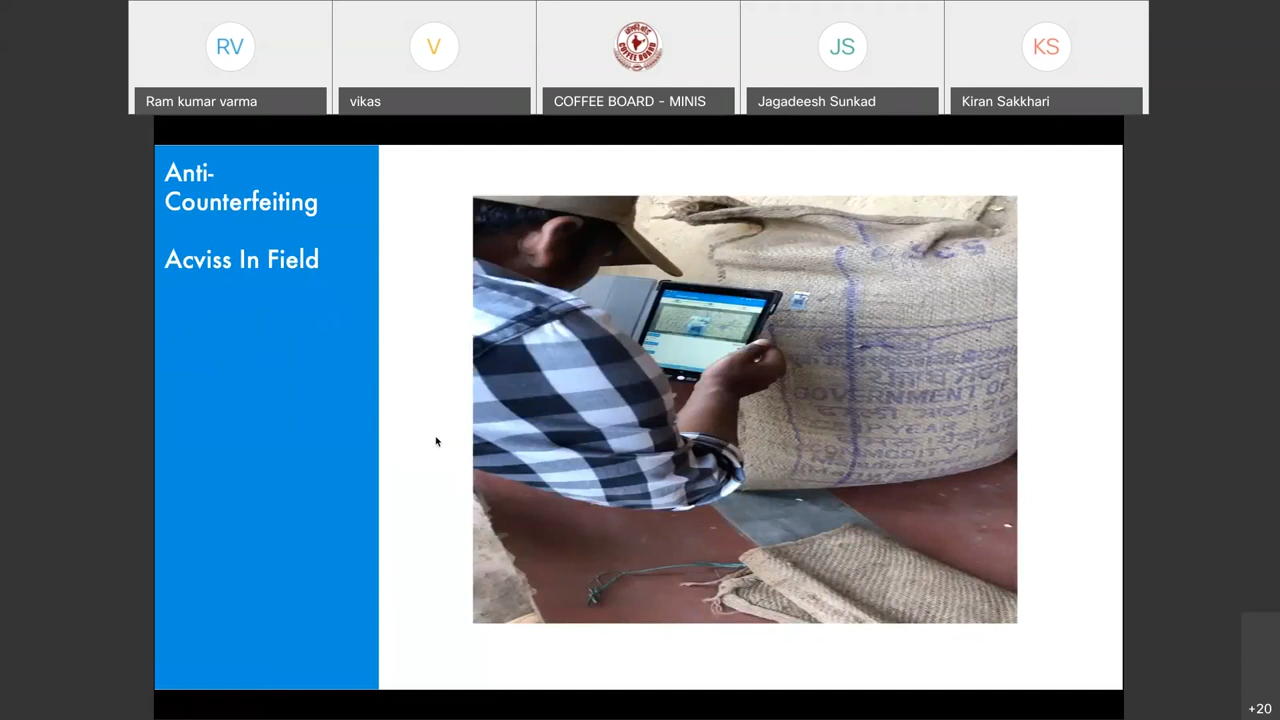 RV
V
JS
KS
Ram kumar varma
vikas
COFFEE BOARD - MINIS
Jagadeesh Sunkad
Kiran Sakkhari
Anti-
Counterfeiting
Acviss In Field
GOVERNMENT OF
+20